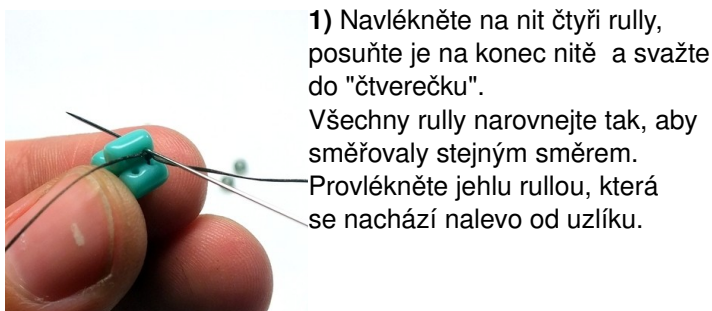 1) Navlékněte na nit čtyři rully,
posuňte je na konec nitě  a svažte
do "čtverečku".
Všechny rully narovnejte tak, aby
směřovaly stejným směrem.
Provlékněte jehlu rullou, která
se nachází nalevo od uzlíku.